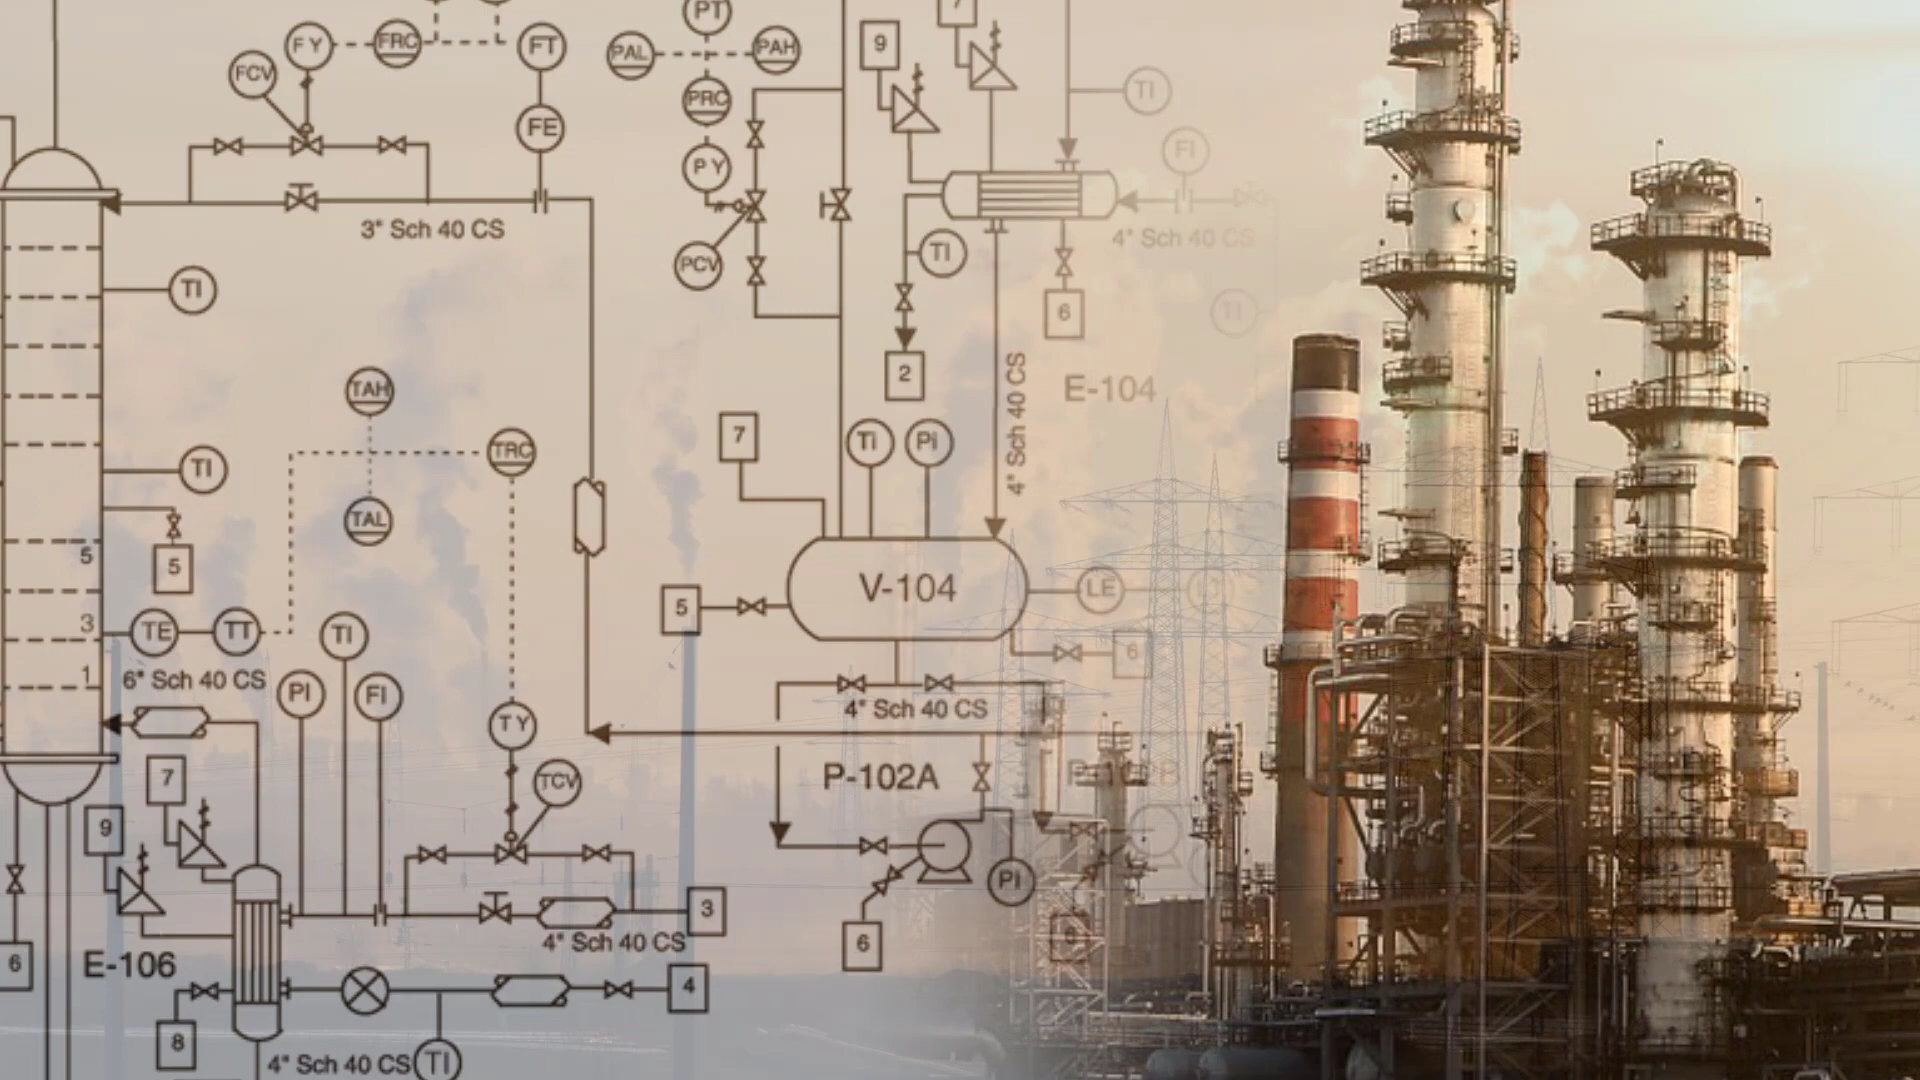 PT
7
FY
FRC
FT
PAL
PAH
9
FCV
TI
PRC
FE
FI
PY
3" Sch 40 CS
4" Sch 40 CS
TI
PCV
TI
6
TI
2
E-104
TAH
4" Sch 40 CS
7
Ti
Pi
TRC
TI
TAL
5
5
V-104
LE
5
3
TE
TT
TI
6
1
6" Sch 40 CS
PI
FI
4" Sch 40 CS
TY
7
P-102A
TCV
9
Pi
3
4" Sch 40 CS
6
6
E-106
4
8
4" Sch 40 CS
TI